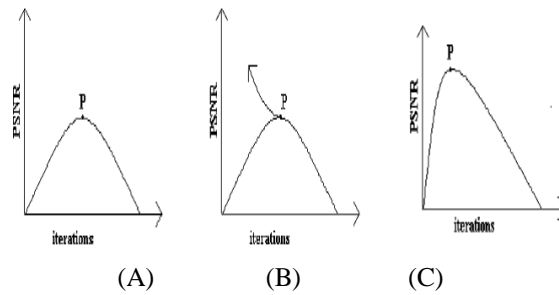 P
PSNR
iterations
(A)
P
PSNR
iterations
(B)
P
PSNR
iterations
(C)